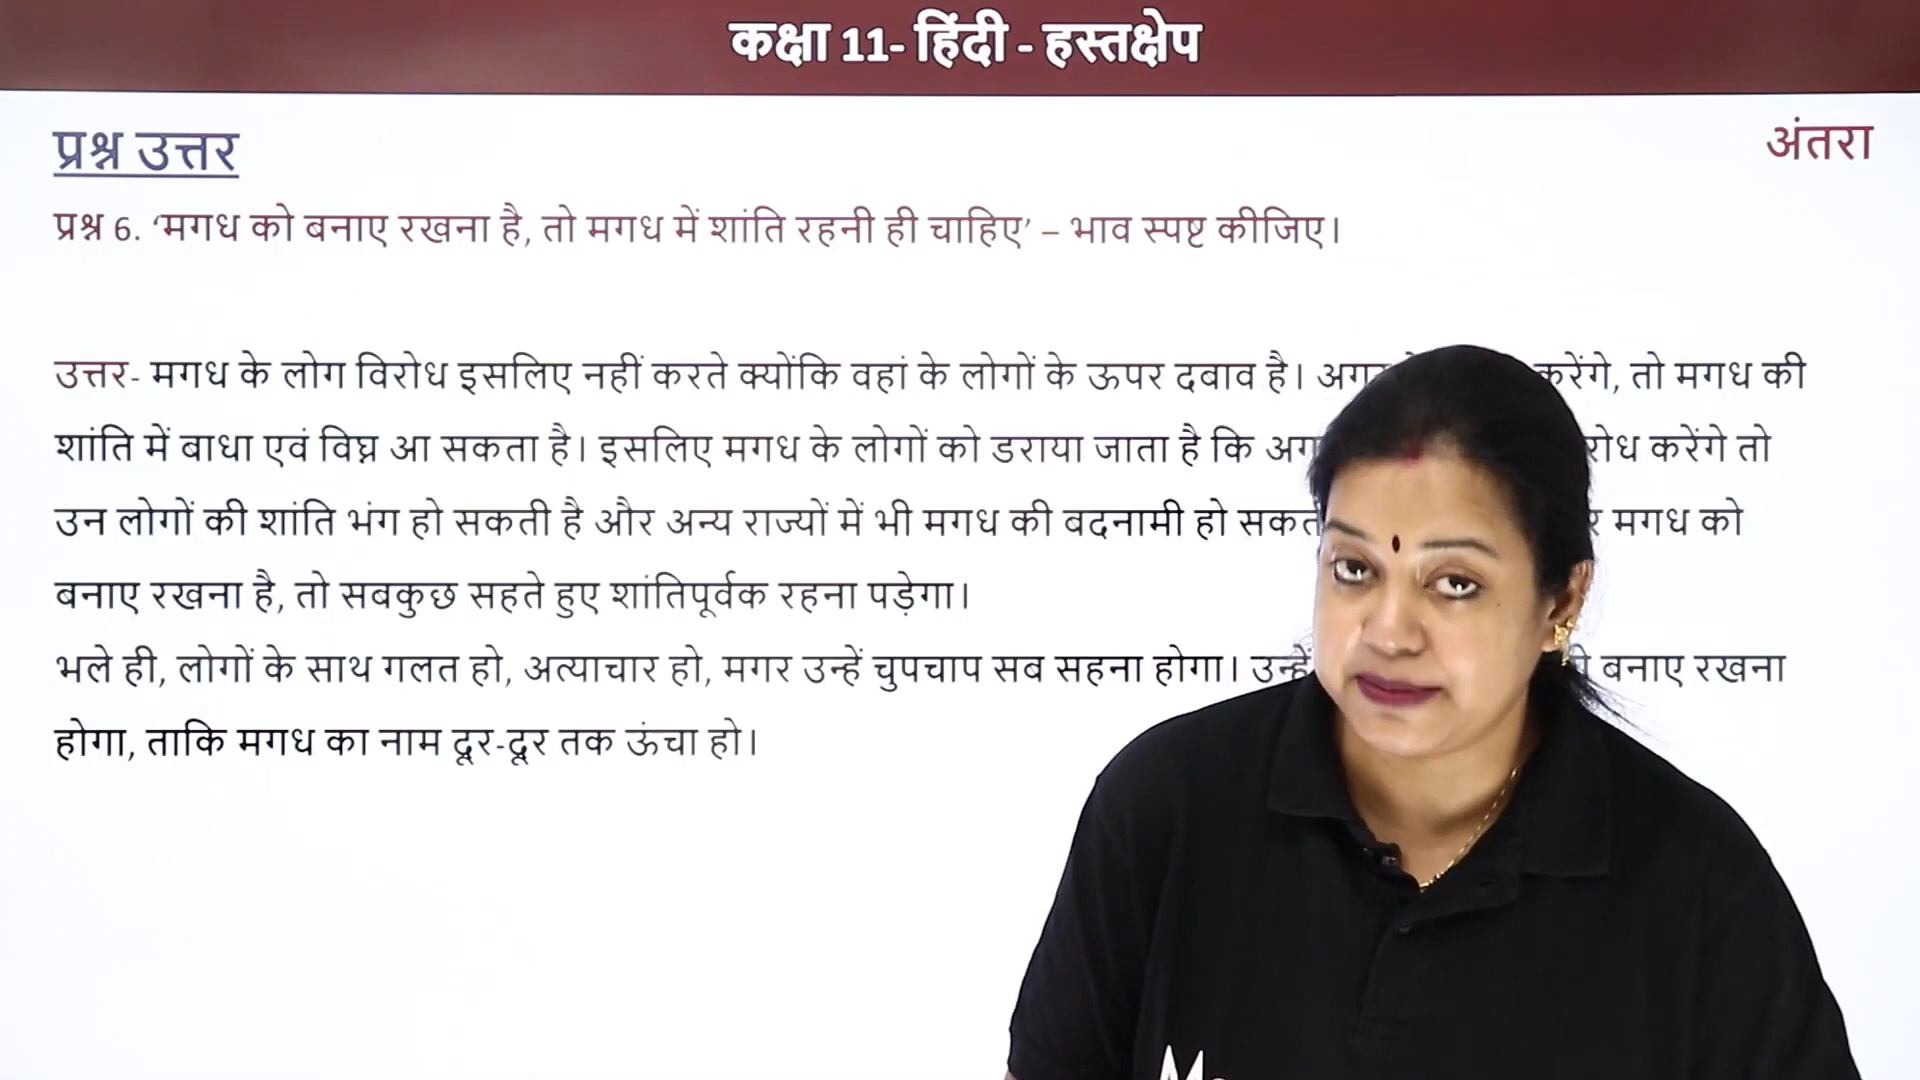 कक्षा 11- हिंदी - हस्तक्षेप
प्रश्न उत्तर
अंतरा
प्रश्न 6. ‘मगध को बनाए रखना है, तो मगध में शांति रहनी ही चाहिए’ – भाव स्पष्ट कीजिए।
उत्तर- मगध के लोग विरोध इसलिए नहीं करते क्योंकि वहां के लोगों के ऊपर दबाव है। करेंगे, तो मगध की
शांति में बाधा एवं विघ्न आ सकता है। इसलिए मगध के लोगों को डराया जाता है कि करेंगे तो
उन लोगों की शांति भंग हो सकती है और अन्य राज्यों में भी मगध की बदनामी हो मगध को
बनाए रखना है, तो सबकुछ सहते हुए शांतिपूर्वक रहना पड़ेगा।
भले ही, लोगों के साथ गलत हो, अत्याचार हो, मगर उन्हें चुपचाप सब सहना होगा। उन्हें बनाए रखना
होगा, ताकि मगध का नाम दूर-दूर तक ऊंचा हो।